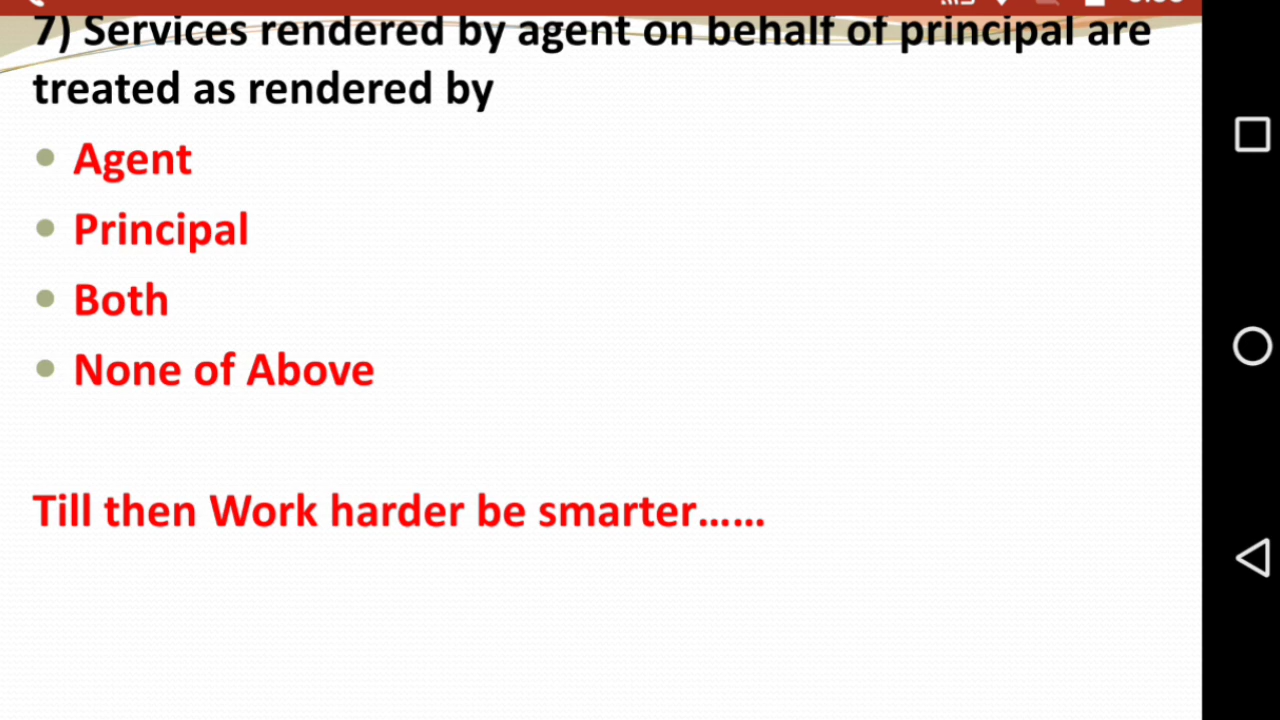 7) Services rendered by agent on behalf of principal are
treated as rendered by
Agent
Principal
Both
None of Above
Till then Work harder be smarter......